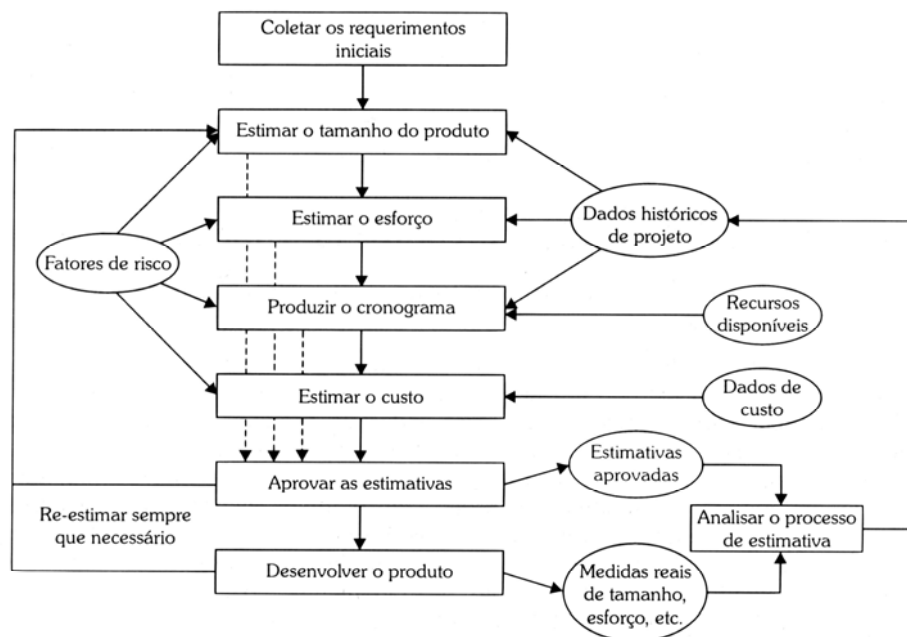 Coletar os requerimentos
iniciais
Estimar o tamanho do produto
Estimar o esforço
Dados históricos
de projeto
Fatores de risco
Produzir o cronograma
Recursos
disponíveis
Estimar o custo
Dados de
custo
Estimativas
aprovadas
Aprovar as estimativas
Re-estimar sempre
que necessário
Analisar o processo
de estimativa
Desenvolver o produto
Medidas reais
de tamanho,
esforço, etc.